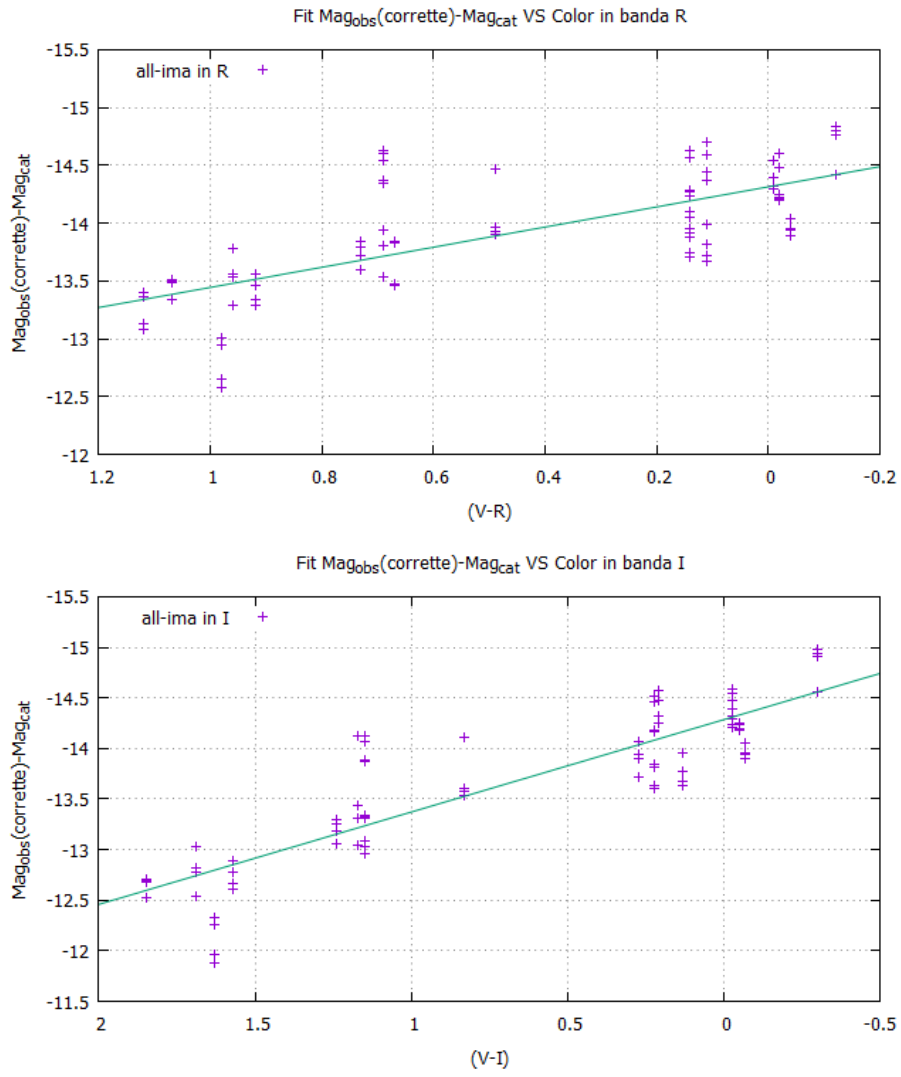 Fit Mag_obs(corrette)-Mag_cat VS Color in banda R
-15.5
all-ima in R
-15
-14.5
-14
-13.5
-13
-12.5
-12
Mag_obs(corrette)-Mag_cat
1.2 1 0.8 0.6 0.4 0.2 0 -0.2
(V-R)
Fit Mag_obs(corrette)-Mag_cat VS Color in banda I
-15.5
all-ima in I
-15
-14.5
-14
-13.5
-13
-12.5
-12
-11.5
Mag_obs(corrette)-Mag_cat
2 1.5 1 0.5 0 -0.5
(V-I)